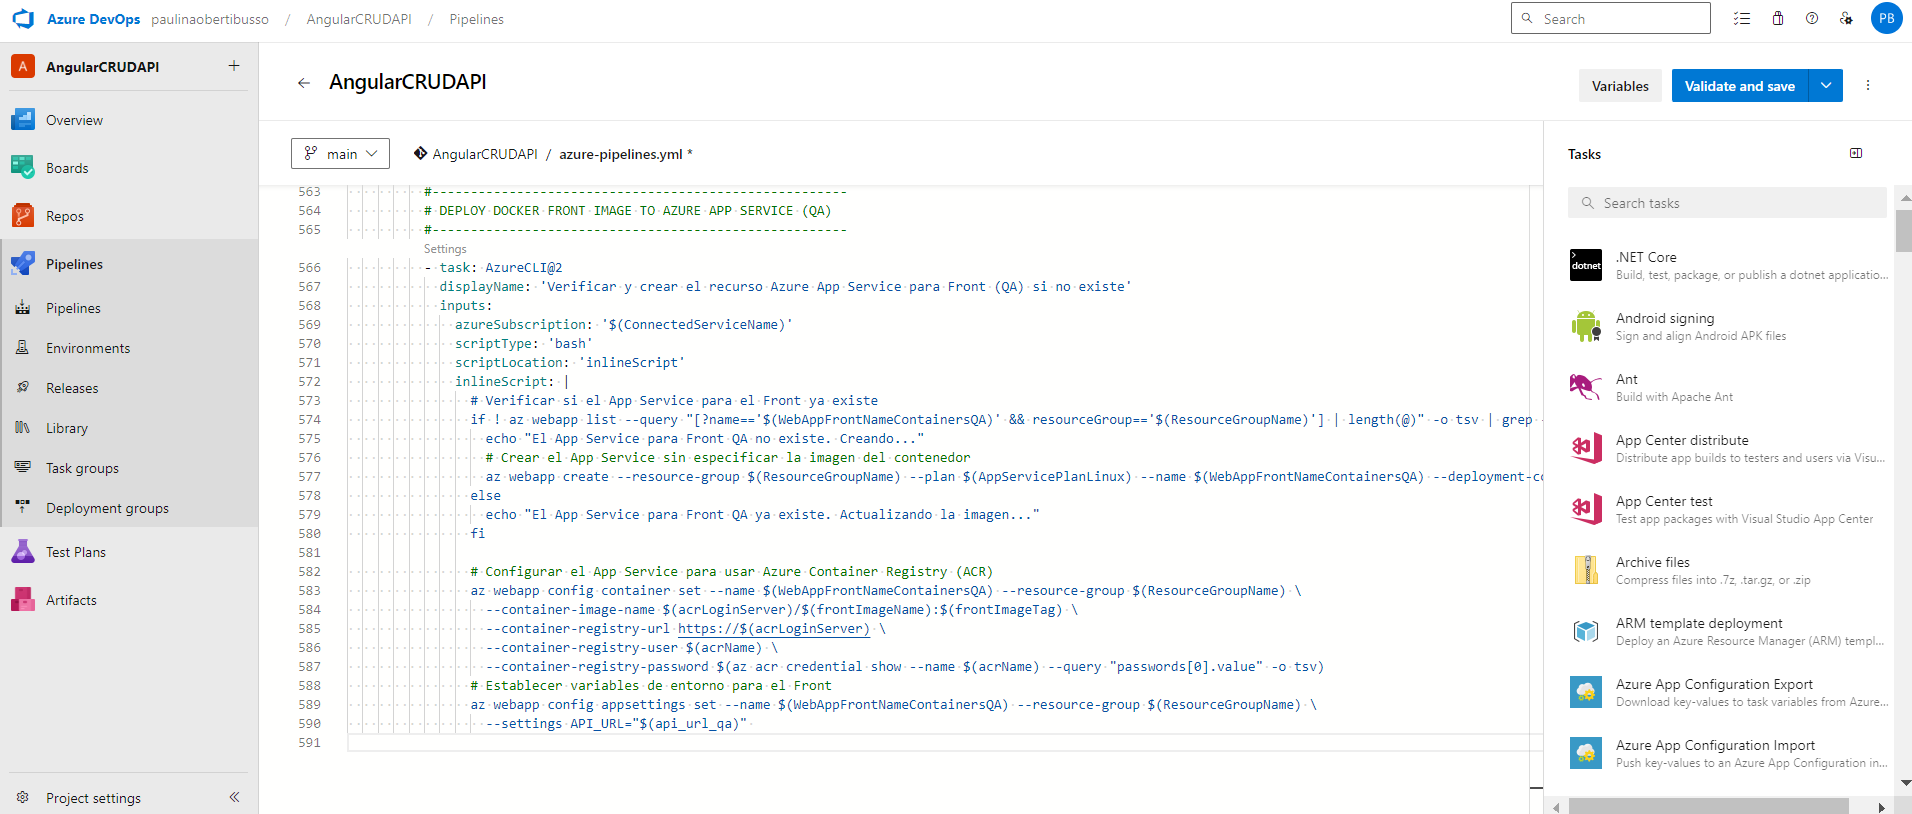 Azure DevOps paulinaobertibusso / AngularCRUDAPI / Pipelines
Search
PB
A AngularCRUDAPI +
Overview
Boards
Repos
Pipelines
Pipelines
Environments
Releases
Library
Task groups
Deployment groups
Test Plans
Artifacts
Project settings
AngularCRUDAPI
Variables
Validate and save
main
AngularCRUDAPI / azure-pipelines.yml *
563 #------------------------------------------------------
564 # DEPLOY DOCKER FRONT IMAGE TO AZURE APP SERVICE (QA)
565 #------------------------------------------------------
Settings
566 - task: AzureCLI@2
567 displayName: 'Verificar y crear el recurso Azure App Service para Front (QA) si no existe'
568 inputs:
569 azureSubscription: '$(ConnectedServiceName)'
570 scriptType: 'bash'
571 scriptLocation: 'inlineScript'
572 inlineScript: |
573 # Verificar si el App Service para el Front ya existe
574 if ! az webapp list --query "[?name=='$(WebAppFrontNameContainersQA)' && resourceGroup=='$(ResourceGroupName)'] | length(@)" -o tsv | grep
575 echo "El App Service para Front QA no existe. Creando..."
576 # Crear el App Service sin especificar la imagen del contenedor
577 az webapp create --resource-group $(ResourceGroupName) --plan $(AppServicePlanLinux) --name $(WebAppFrontNameContainersQA) --deployment-co
578 else
579 echo "El App Service para Front QA ya existe. Actualizando la imagen..."
580 fi
581
582 # Configurar el App Service para usar Azure Container Registry (ACR)
583 az webapp config container set --name $(WebAppFrontNameContainersQA) --resource-group $(ResourceGroupName) \
584 --container-image-name $(acrLoginServer)/$(frontImageName):$(frontImageTag) \
585 --container-registry-url https://$(acrLoginServer) \
586 --container-registry-user $(acrName) \
587 --container-registry-password $(az acr credential show --name $(acrName) --query "passwords[0].value" -o tsv)
588 # Establecer variables de entorno para el Front
589 az webapp config appsettings set --name $(WebAppFrontNameContainersQA) --resource-group $(ResourceGroupName) \
590 --settings API_URL="$(api_url_qa)"
591
Tasks
Search tasks
dotnet
.NET Core
Build, test, package, or publish a dotnet applicatio...
Android signing
Sign and align Android APK files
Ant
Build with Apache Ant
App Center distribute
Distribute app builds to testers and users via Visu...
App Center test
Test app packages with Visual Studio App Center
Archive files
Compress files into .7z, .tar.gz, or .zip
ARM template deployment
Deploy an Azure Resource Manager (ARM) templ...
Azure App Configuration Export
Download key-values to task variables from Azure...
Azure App Configuration Import
Push key-values to an Azure App Configuration in...